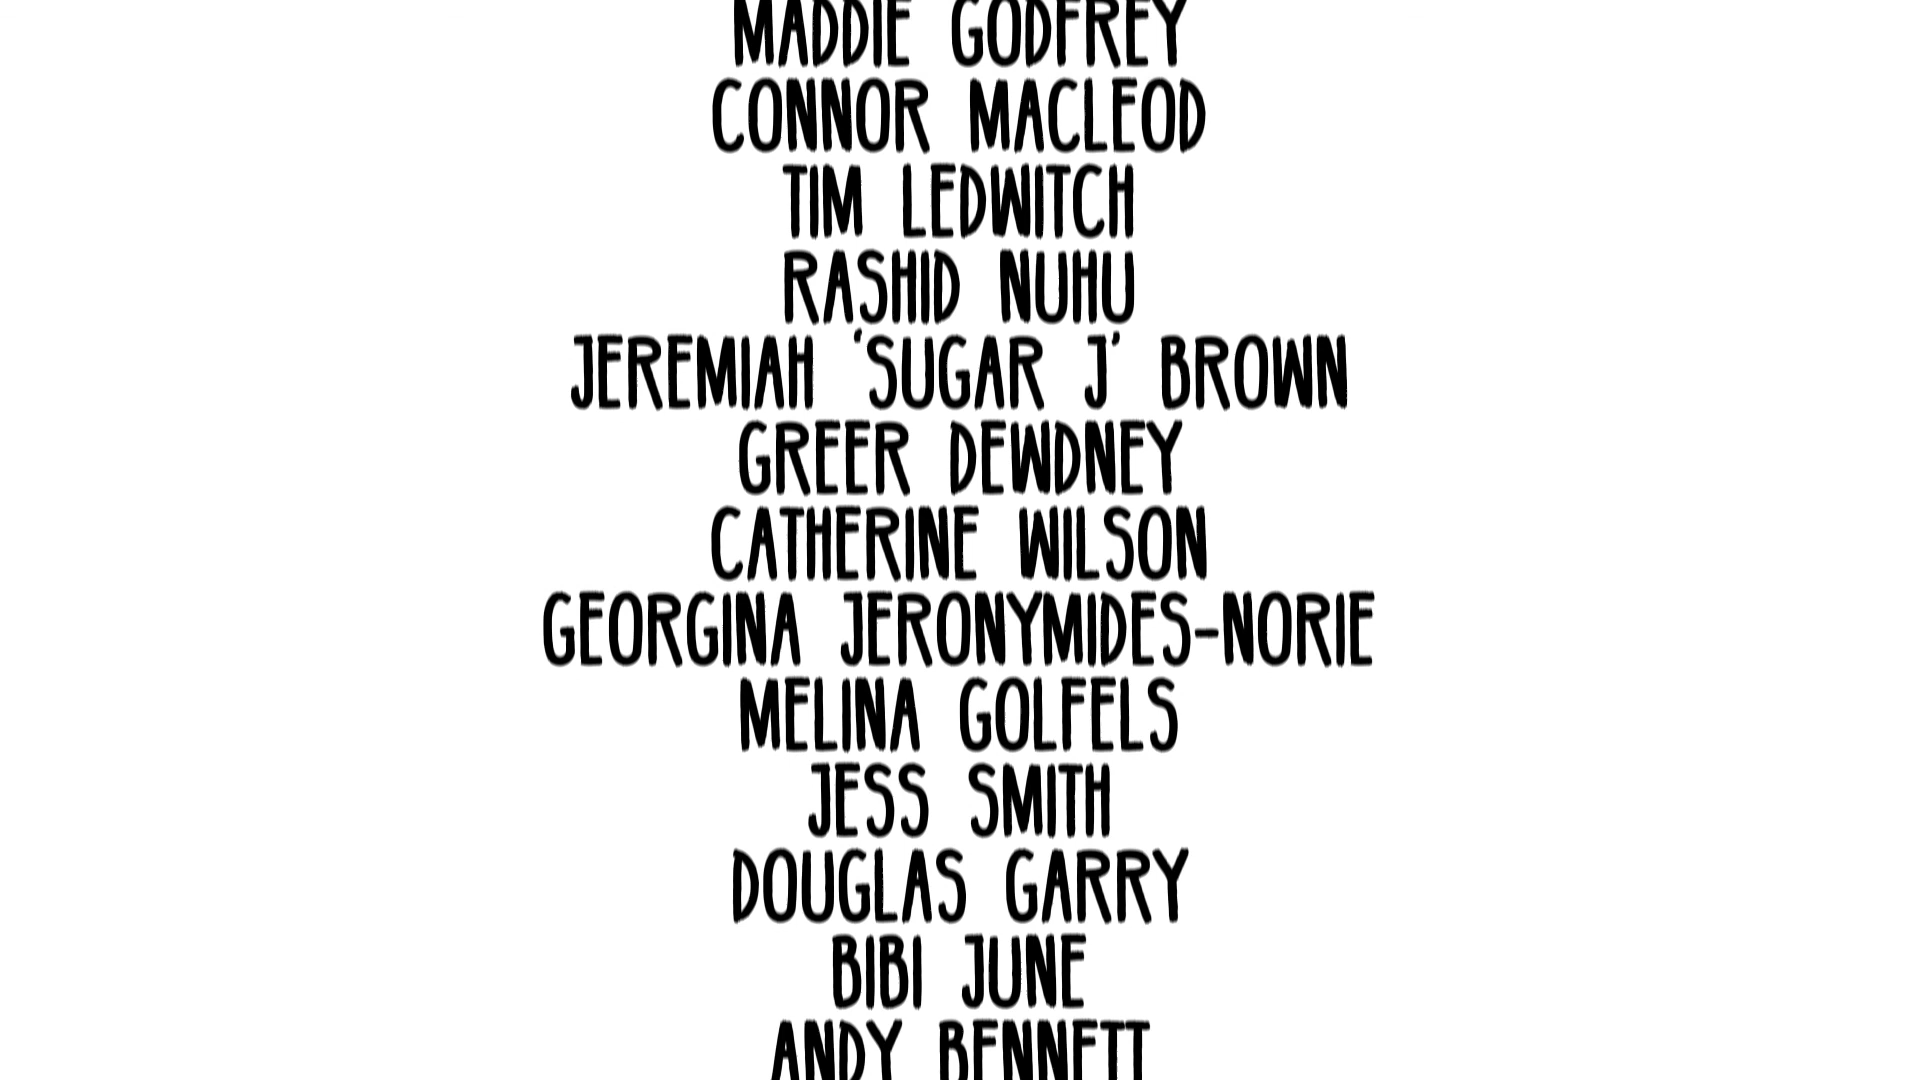 MADDIE GODFREY
CONNOR MACLEOD
TIM LEDWITCH
RASHID NUHU
JEREMIAH 'SUGAR J' BROWN
GREER DEWDNEY
CATHERINE WILSON
GEORGINA JERONYMIDES-NORIE
MELINA GOLFELS
JESS SMITH
DOUGLAS GARRY
BIBI JUNE
ANDY BENNETT